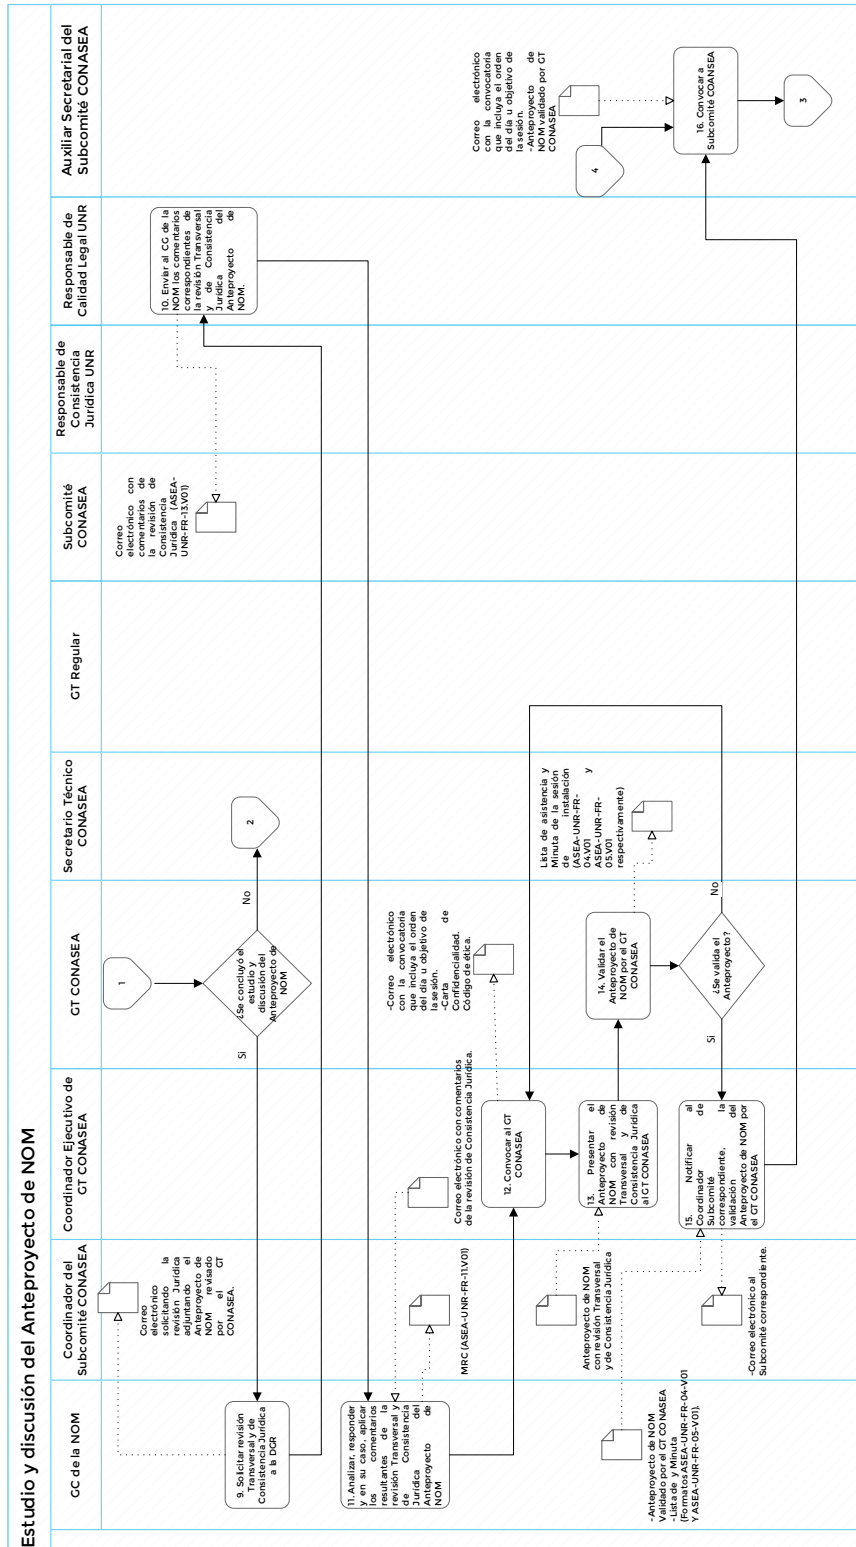 Estudio y discusión del Anteproyecto de NOM
Auxiliar Secretarial del
Subcomité CONASEA
Responsable de
Calidad Legal UNR
Responsable de
Consistencia
Jurídica UNR
Subcomité
CONASEA
GT Regular
Secretario Técnico
CONASEA
GT CONASEA
Coordinador Ejecutivo de
GT CONASEA
Coordinador del
Subcomité CONASEA
GC de la NOM
1
¿Se concluyó el
estudio y
discusión del
Anteproyecto de
NOM
No
2
Si
Correo
electrónico
solicitando la
revisión Jurídica
adjuntando el
Anteproyecto de
NOM revisado
por el GT
CONASEA.
9. Solicitar revisión
Transversal y de
Consistencia Jurídica
a la DGR
10. Enviar al CG de la
NOM los comentarios
correspondientes de
la revisión Transversal
y de Consistencia
Jurídica del
Anteproyecto de
NOM.
Correo
electrónico con
comentarios de
la revisión de
Consistencia
Jurídica (ASEA-
UNR-FR-13.V01)
11. Analizar, responder
y en su caso, aplicar
los comentarios
resultantes de la
revisión Transversal y
de Consistencia
Jurídica del
Anteproyecto de
NOM
MRC (ASEA-UNR-FR-11.V01)
Correo electrónico con comentarios
de la revisión de Consistencia Jurídica.
-Correo electrónico
con la convocatoria
que incluya el orden
del día u objetivo de
la sesión.
-Carta de
Confidencialidad.
Código de ética.
12. Convocar al GT
CONASEA
13. Presentar el
Anteproyecto de
NOM con revisión
Transversal y de
Consistencia Jurídica
al GT CONASEA
Anteproyecto de NOM
con revisión Transversal
y de Consistencia Jurídica
14. Validar el
Anteproyecto de
NOM por el GT
CONASEA
Lista de asistencia y
Minuta de la sesión
de instalación
(ASEA-UNR-FR-
04.V01 y
ASEA-UNR-FR-
05.V01
respectivamente)
¿Se valida el
Anteproyecto?
No
Si
15. Notificar al
Coordinador de
Subcomité
correspondiente, la
validación del
Anteproyecto de NOM por
el GT CONASEA
-Correo electrónico al
Subcomité correspondiente.
-Anteproyecto de NOM
Validado por el GT CONASEA
-Lista de y Minuta
(Formatos ASEA-UNR-FR-04-V01
Y ASEA-UNR-FR-05-V01).
Correo electrónico
con la convocatoria
que incluya el orden
del día u objetivo de
la sesión.
-Anteproyecto de
NOM validado por GT
CONASEA
4
16. Convocar a
Subcomité COANSEA
3